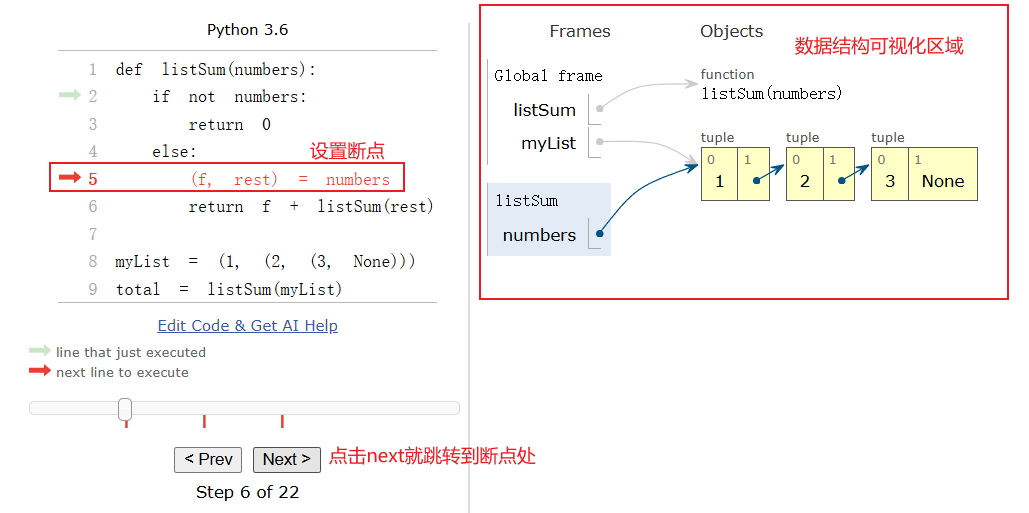 Python 3.6
1 def listSum(numbers):
2 if not numbers:
3 return 0
4 else:
设置断点
5 (f, rest) = numbers
6 return f + listSum(rest)
7
8 myList = (1, (2, (3, None)))
9 total = listSum(myList)
Edit Code & Get AI Help
line that just executed
next line to execute
< Prev Next >
点击next就跳转到断点处
Step 6 of 22
Frames Objects
数据结构可视化区域
Global frame
listSum
myList
function
listSum(numbers)
tuple tuple tuple
0 1 0 1 0 1
1 2 3 None
listSum
numbers